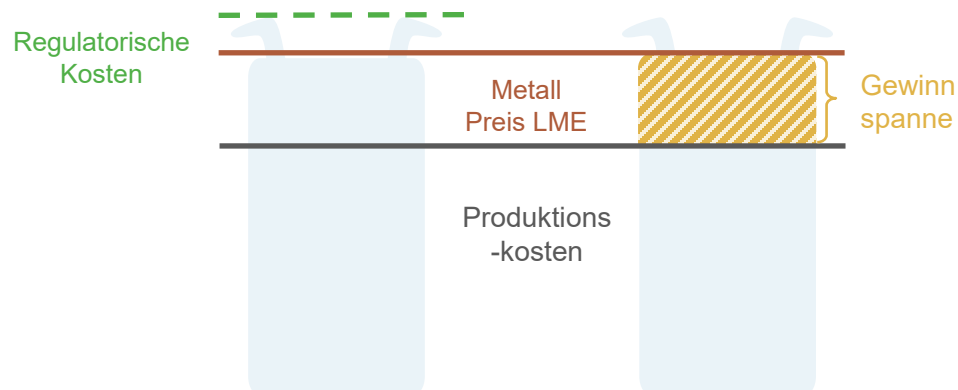 Regulatorische
Kosten
Metall
Preis LME
Gewinn
spanne
Produktions
-kosten